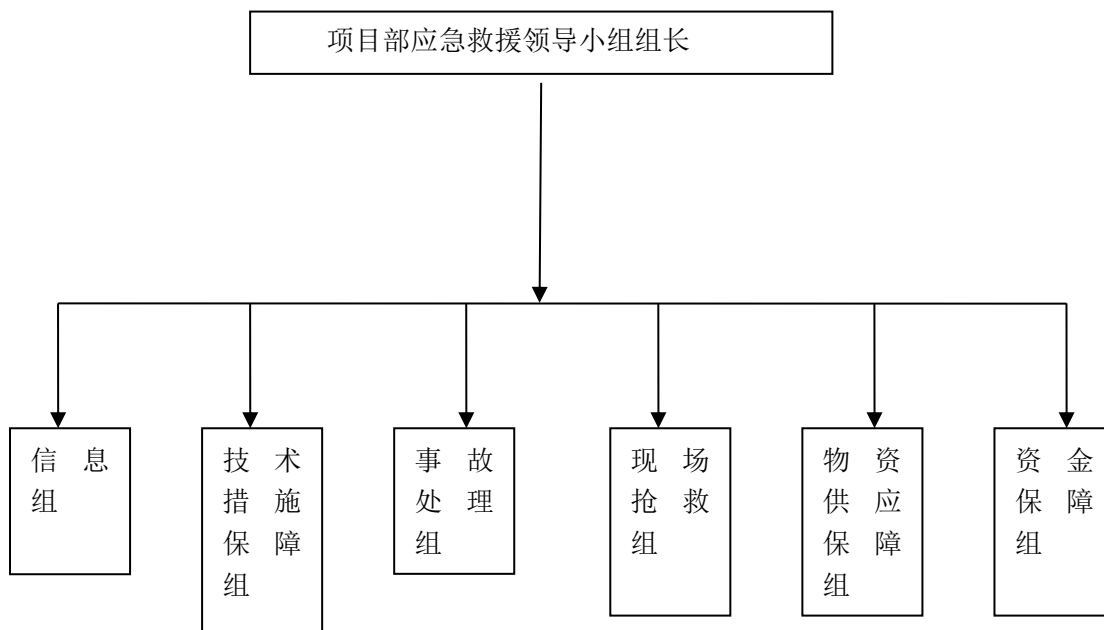 项目部应急救援领导小组组长
信息
组
技术
措施
保障
组
事故
处理
组
现场
抢救
组
物资
供应
保障
组
资金
保障
组